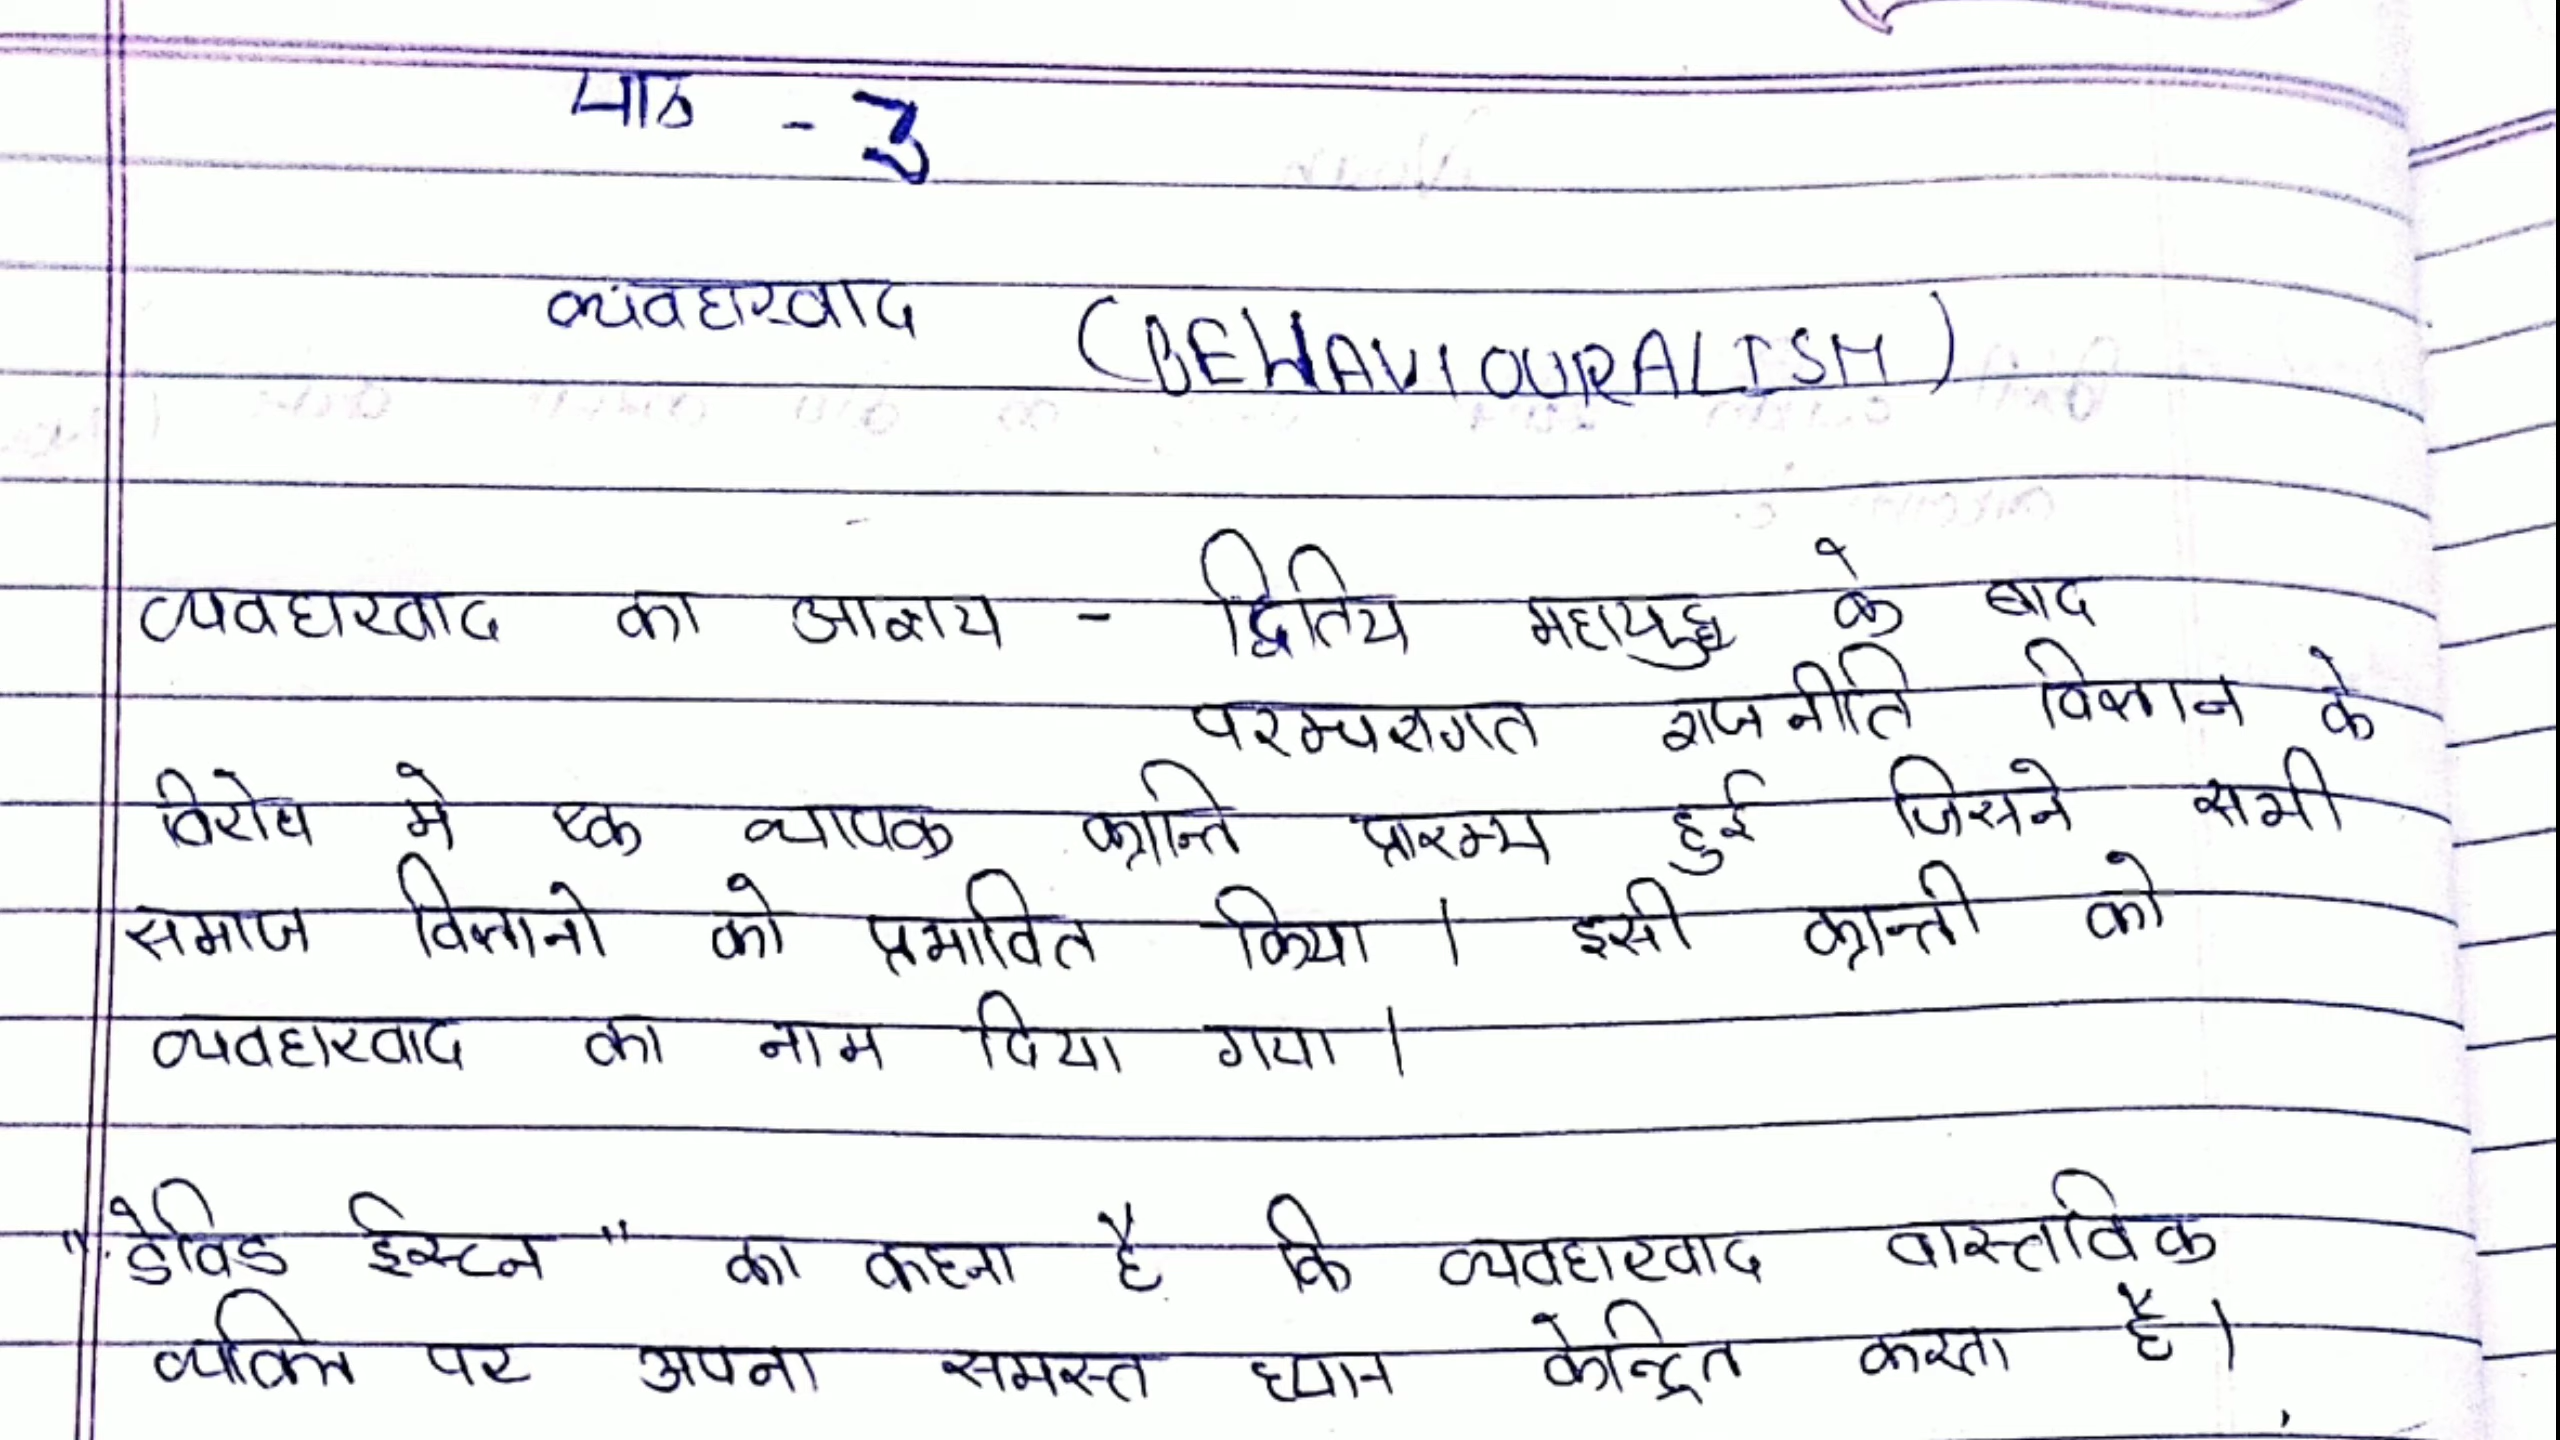 पाठ - 3
व्यवहारवाद (BEHAVIOURALISM)
व्यवहारवाद का आशय - द्वितिय महायुद्ध के बाद
परम्परागत राजनीति विज्ञान के
विरोध मे एक व्यापक क्रान्ति प्रारम्भ हुई जिसने सभी
समाज विज्ञानो को प्रभावित किया । इसी क्रान्ती को
व्यवहारवाद का नाम दिया गया ।
"डेविड ईस्टन" का कहना है कि व्यवहारवाद वास्तविक
व्यक्ति पर अपना समस्त ध्यान केन्द्रित करता है ।